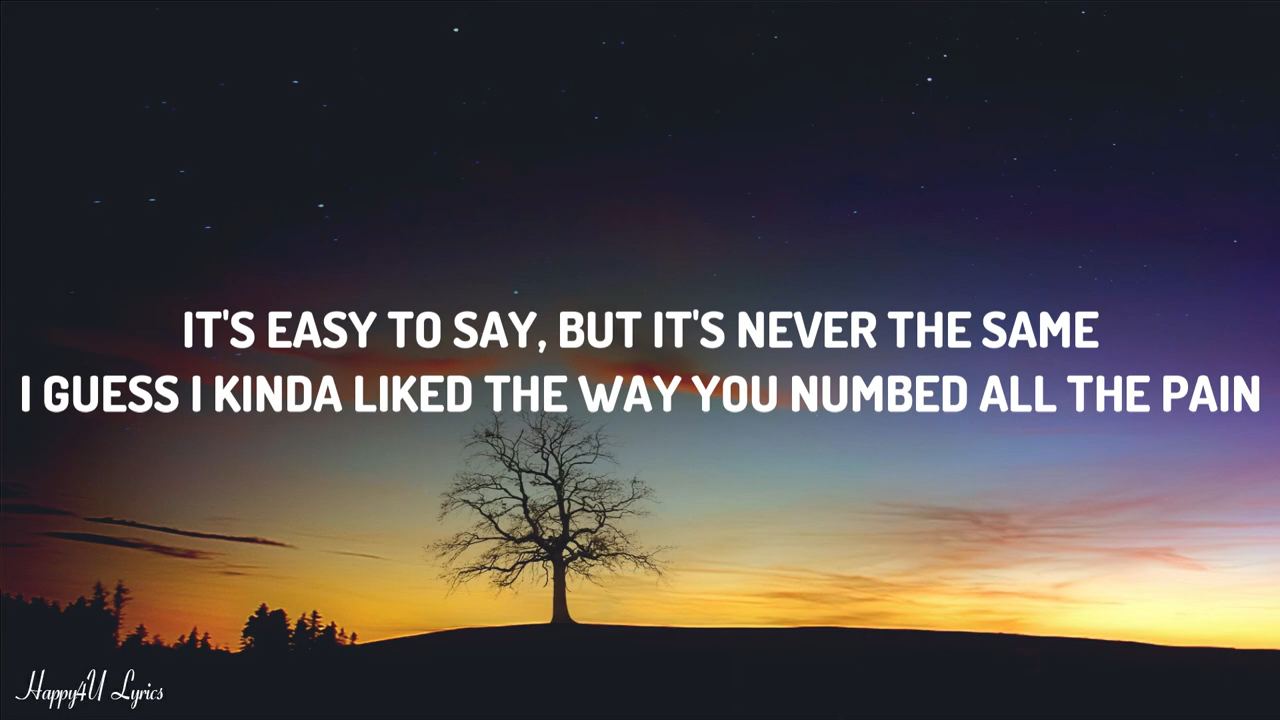 IT'S EASY TO SAY, BUT IT'S NEVER THE SAME
I GUESS I KINDA LIKED THE WAY YOU NUMBED ALL THE PAIN
Happy4U Lyrics